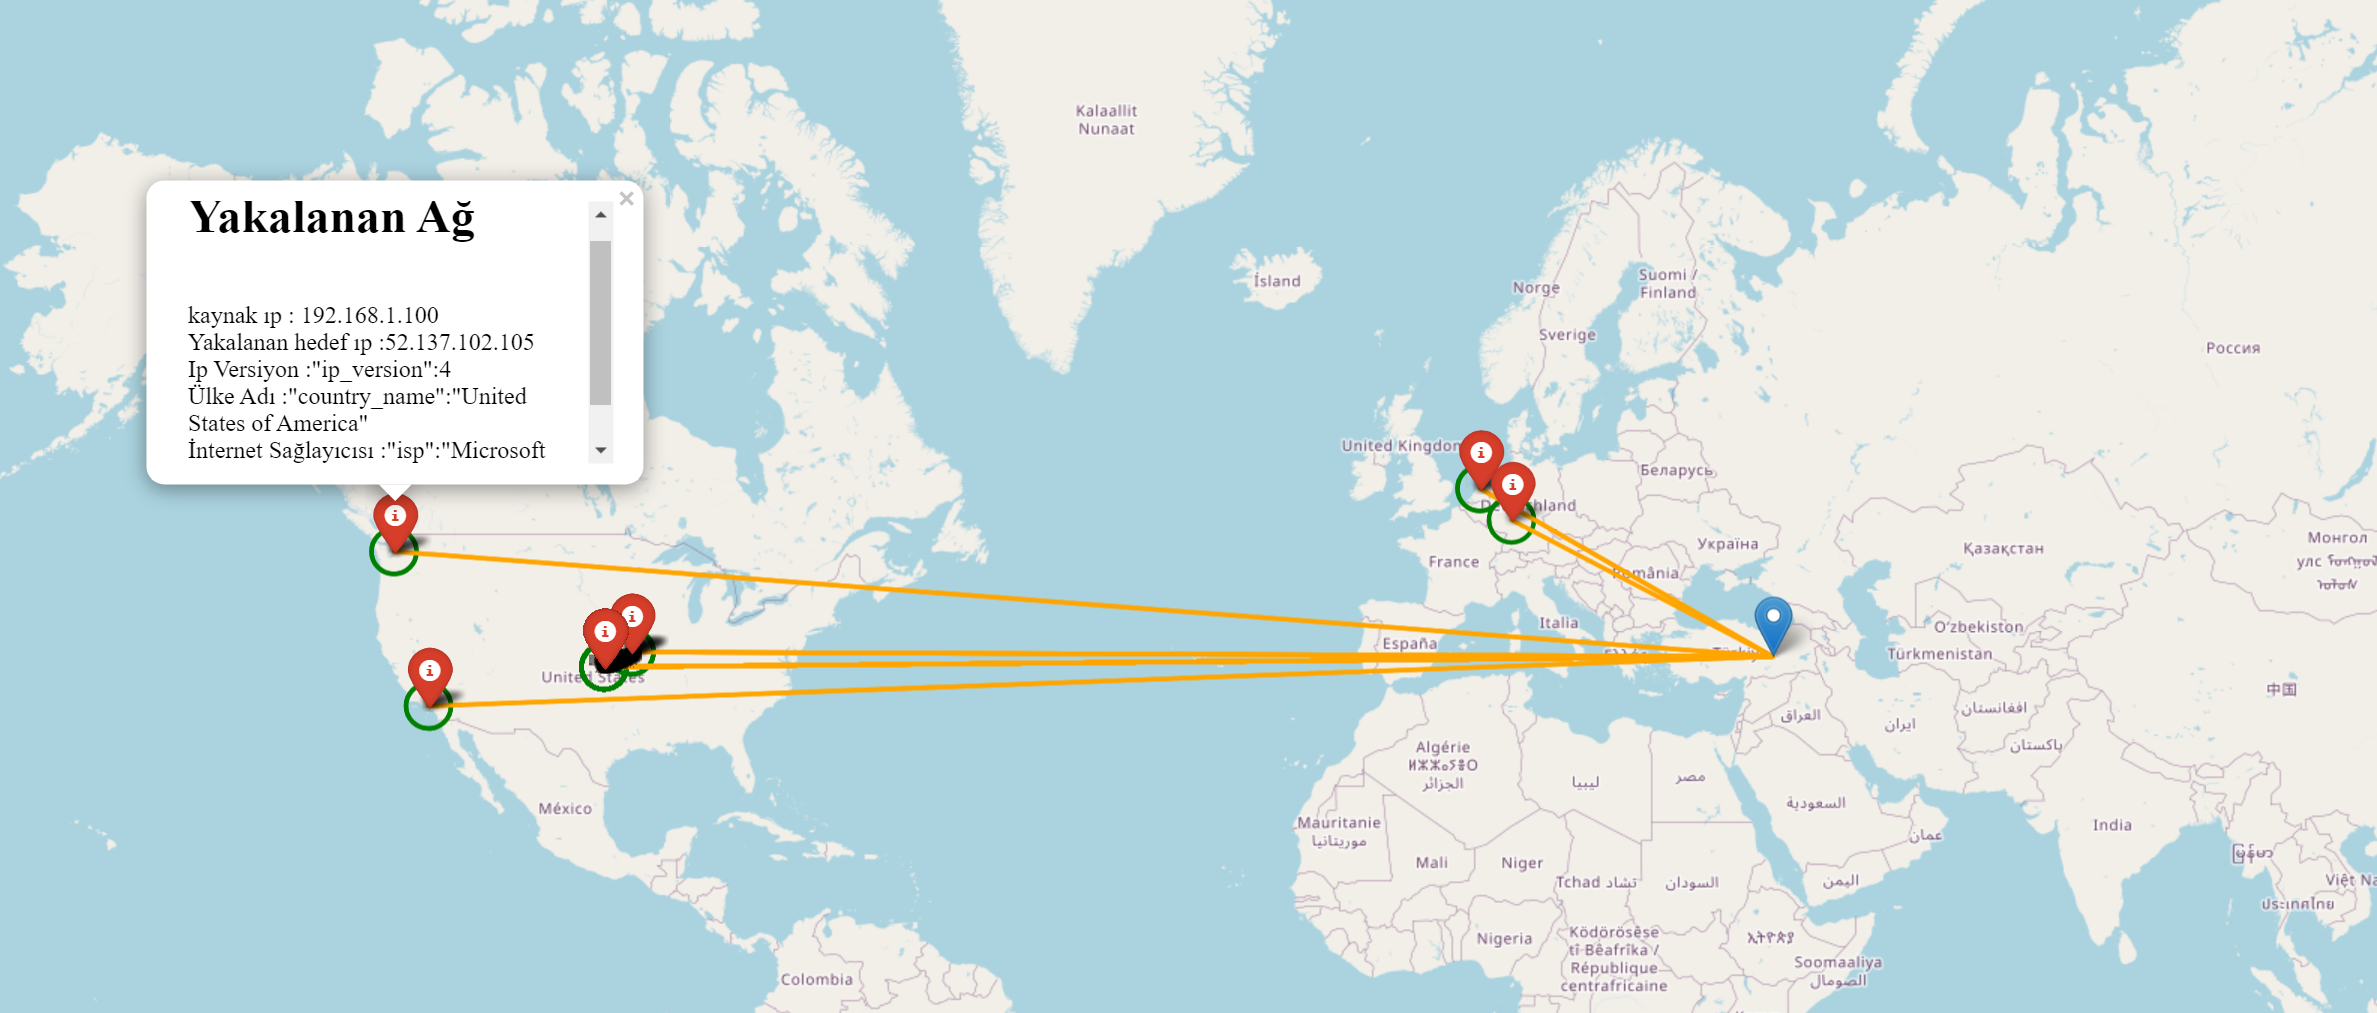 Kalaallit
Nunaat
Yakalanan Ağ
×
kaynak ıp : 192.168.1.100
Yakalanan hedef ıp :52.137.102.105
Ip Versiyon :"ip_version":4
Ülke Adı :"country_name":"United
States of America"
İnternet Sağlayıcısı :"isp":"Microsoft
Ísland
Norge
Suomi /
Finland
Sverige
Россия
United Kingdom
Беларусь
Deutschland
Україна
France
România
Қазақстан
Монгол
улс
Italia
España
O‘zbekiston
Türkmenistan
United States
中国
العراق
ایران
افغانستان
پاکستان
Algérie
ⵍⵣⵣⴰⵢⴻⵔ
الجزائر
ليبيا
مصر
السعودية
México
Mauritanie
موريتانيا
India
عمان
Mali
Niger
Tchad تشاد
السودان
اليمن
Việt Na
ประเทศไทย
Nigeria
Ködörösêse
tî Bêafrîka /
République
centrafricaine
ኢትዮጵያ
Soomaaliya
الصومال
Colombia